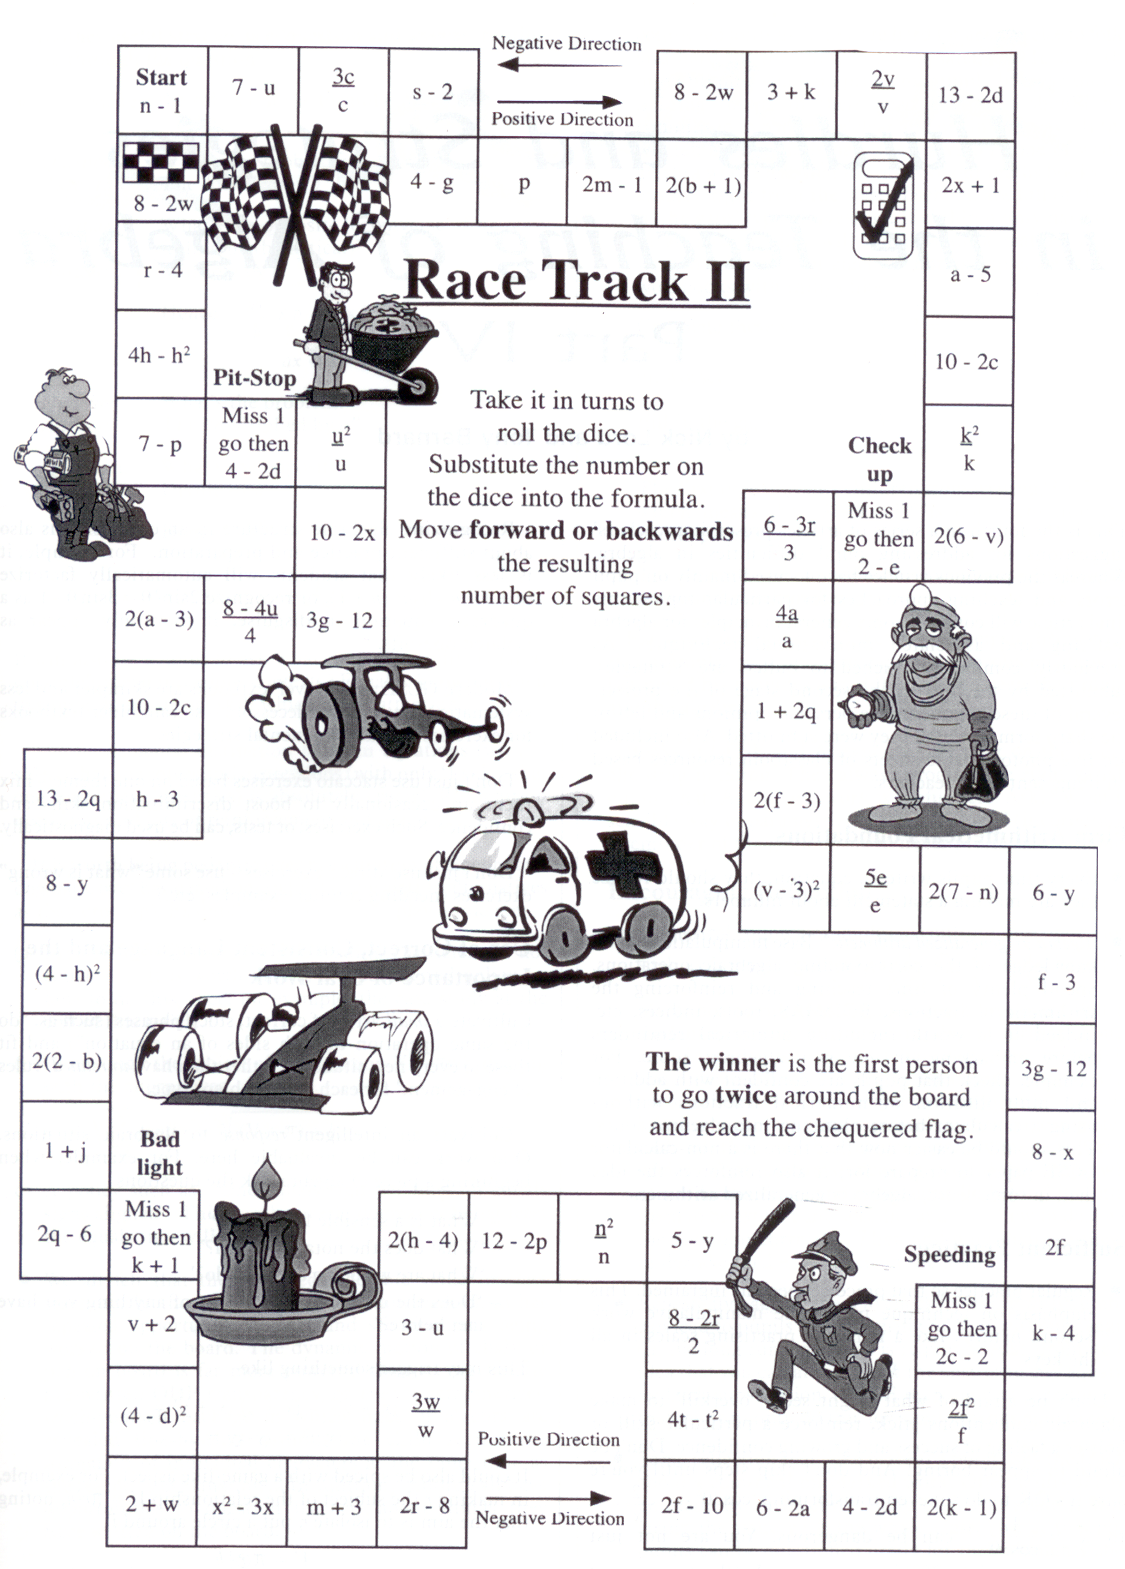 Negative Direction
Positive Direction
Start
n - 1
7 - u
3c
c
s - 2
8 - 2w
3 + k
2v
v
13 - 2d
8 - 2w
4 - g
p
2m - 1
2(b + 1)
2x + 1
r - 4
Race Track II
a - 5
4h - h²
10 - 2c
Pit-Stop
Take it in turns to
roll the dice.
Substitute the number on
the dice into the formula.
Move forward or backwards
the resulting
number of squares.
7 - p
Miss 1
go then
4 - 2d
u²
u
Check
up
k²
k
10 - 2x
6 - 3r
3
Miss 1
go then
2 - e
2(6 - v)
2(a - 3)
8 - 4u
4
3g - 12
4a
a
10 - 2c
1 + 2q
13 - 2q
h - 3
2(f - 3)
8 - y
(v - 3)²
5e
e
2(7 - n)
6 - y
(4 - h)²
f - 3
2(2 - b)
The winner is the first person
to go twice around the board
and reach the chequered flag.
3g - 12
1 + j
Bad
light
8 - x
2q - 6
Miss 1
go then
k + 1
2(h - 4)
12 - 2p
n²
n
5 - y
Speeding
2f
v + 2
3 - u
8 - 2r
2
Miss 1
go then
2c - 2
k - 4
(4 - d)²
3w
w
4t - t²
2f²
f
Positive Direction
Negative Direction
2 + w
x² - 3x
m + 3
2r - 8
2f - 10
6 - 2a
4 - 2d
2(k - 1)